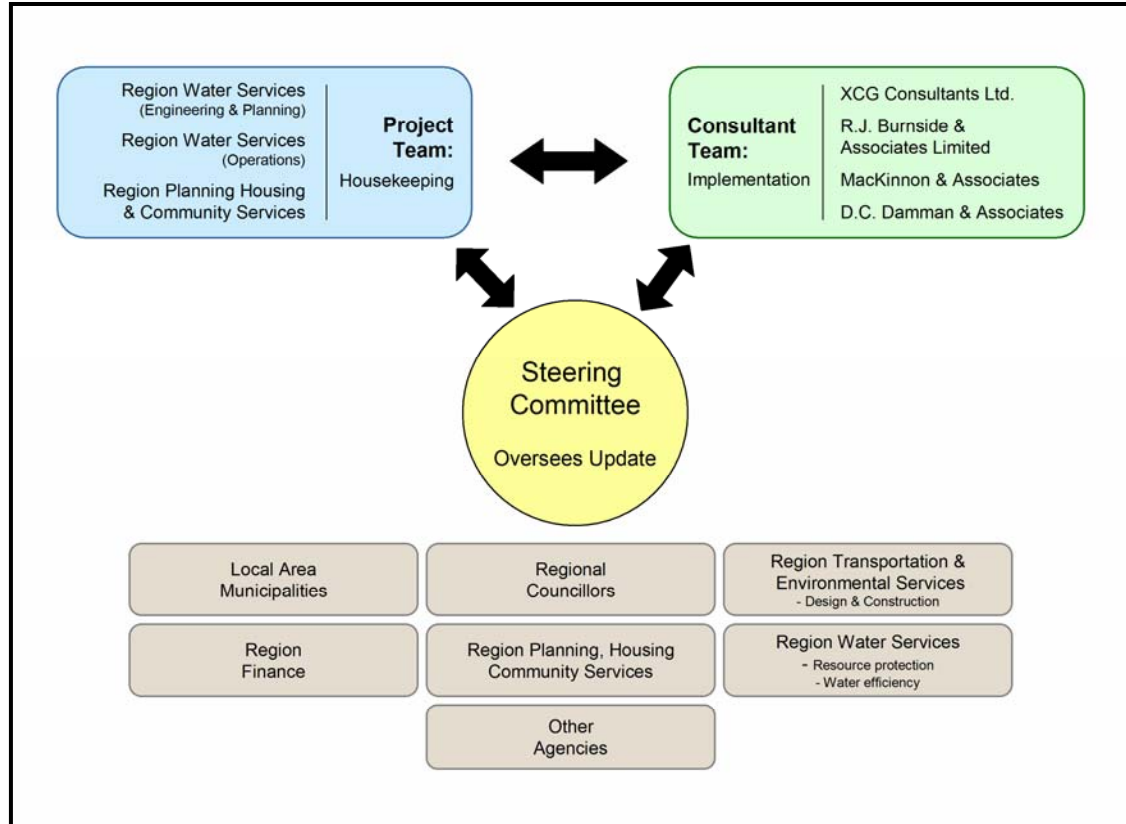 Region Water Services
(Engineering & Planning)
Region Water Services
(Operations)
Region Planning Housing
& Community Services
Project
Team:
Housekeeping
Consultant
Team:
Implementation
XCG Consultants Ltd.
R.J. Burnside &
Associates Limited
MacKinnon & Associates
D.C. Damman & Associates
Steering
Committee
Oversees Update
Local Area
Municipalities
Regional
Councillors
Region Transportation &
Environmental Services
- Design & Construction
Region
Finance
Region Planning, Housing
Community Services
Region Water Services
- Resource protection
- Water efficiency
Other
Agencies